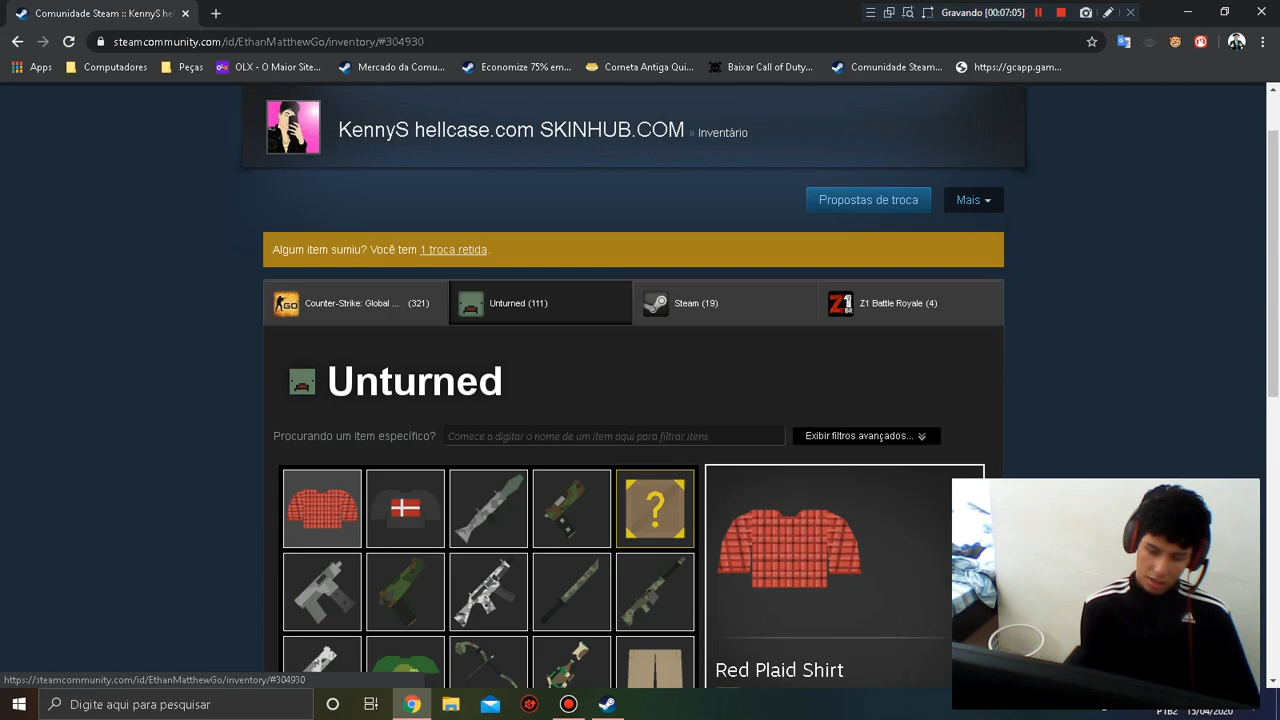 Comunidade Steam :: KennyS hell
Gravando [00:07:05]
steamcommunity.com/id/EthanMatthewGo/inventory/#304930
Apps
Computadores
Peças
OLX - O Maior Site...
Mercado da Comu...
Economize 75% em...
Corneta Antiga Qui...
Baixar Call of Duty...
Comunidade Steam...
https://gcapp.gam...
KennyS hellcase.com SKINHUB.COM » Inventário
Propostas de troca
Mais
Algum item sumiu? Você tem 1 troca retida.
Counter-Strike: Global ... (321)
Unturned (111)
Steam (19)
Z1 Battle Royale (4)
Unturned
Procurando um item específico?
Comece a digitar o nome de um item aqui para filtrar itens
Exibir filtros avançados...
Red Plaid Shirt
https://steamcommunity.com/id/EthanMatthewGo/inventory/#304930
Digite aqui para pesquisar
PTB2
15/04/2020